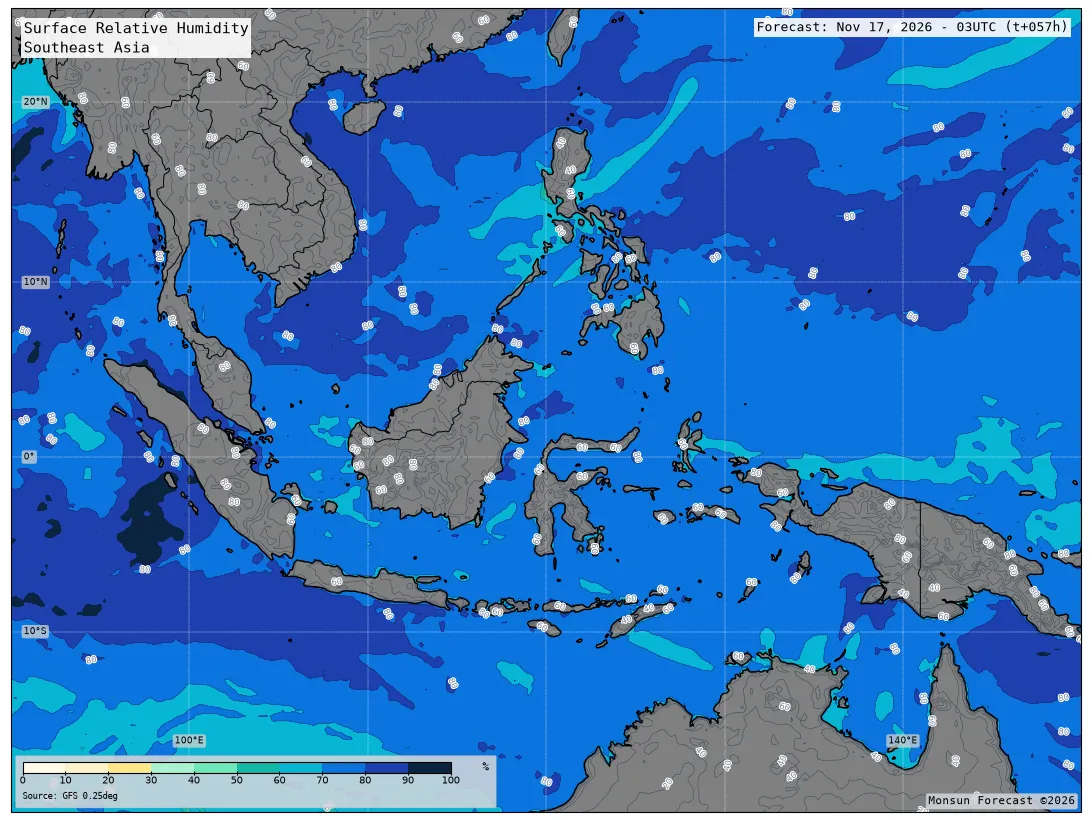 Surface Relative Humidity
Southeast Asia
Forecast: Nov 17, 2026 - 03UTC (t+057h)
20°N
10°N
0°
10°S
100°E
140°E
0 10 20 30 40 50 60 70 80 90 100
%
Source: GFS 0.25deg
Monsun Forecast ©2026